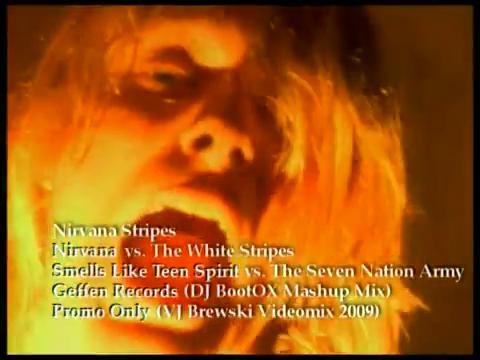 Nirvana Stripes
Nirvana vs. The White Stripes
Smells Like Teen Spirit vs. The Seven Nation Army
Geffen Records (DJ BootOX Mashup Mix)
Promo Only (VJ Brewski Videomix 2009)